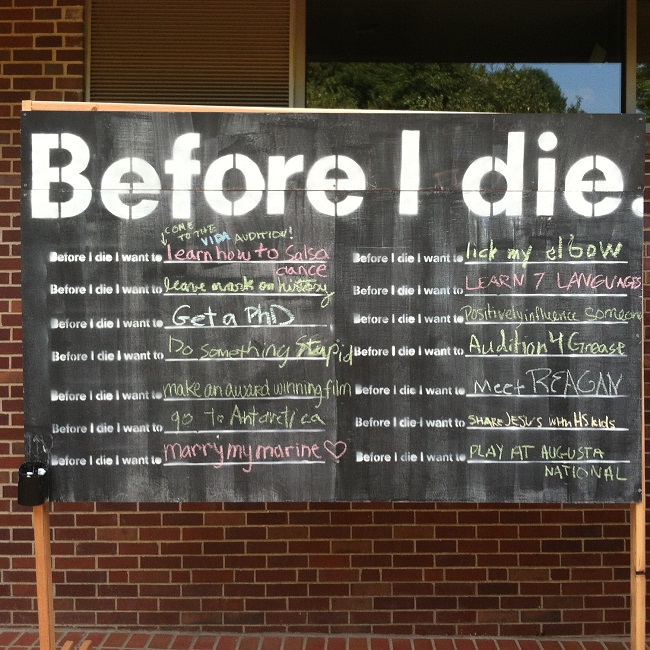 Before I die.
COME
TO THE
VIDA AUDITION!
Before I die I want to learn how to Salsa
dance
Before I die I want to leave mark on history
Before I die I want to Get a PhD
Before I die I want to Do something Stupid
Before I die I want to make an award winning film
Before I die I want to go to Antarctica
Before I die I want to marry my marine ♡
Before I die I want to lick my elbow
Before I die I want to LEARN 7 LANGUAGES
Before I die I want to Positively influence someone
Before I die I want to Audition 4 Grease
Before I die I want to Meet REAGAN
Before I die I want to SHARE JESUS with HS kids
Before I die I want to PLAY AT AUGUSTA
NATIONAL